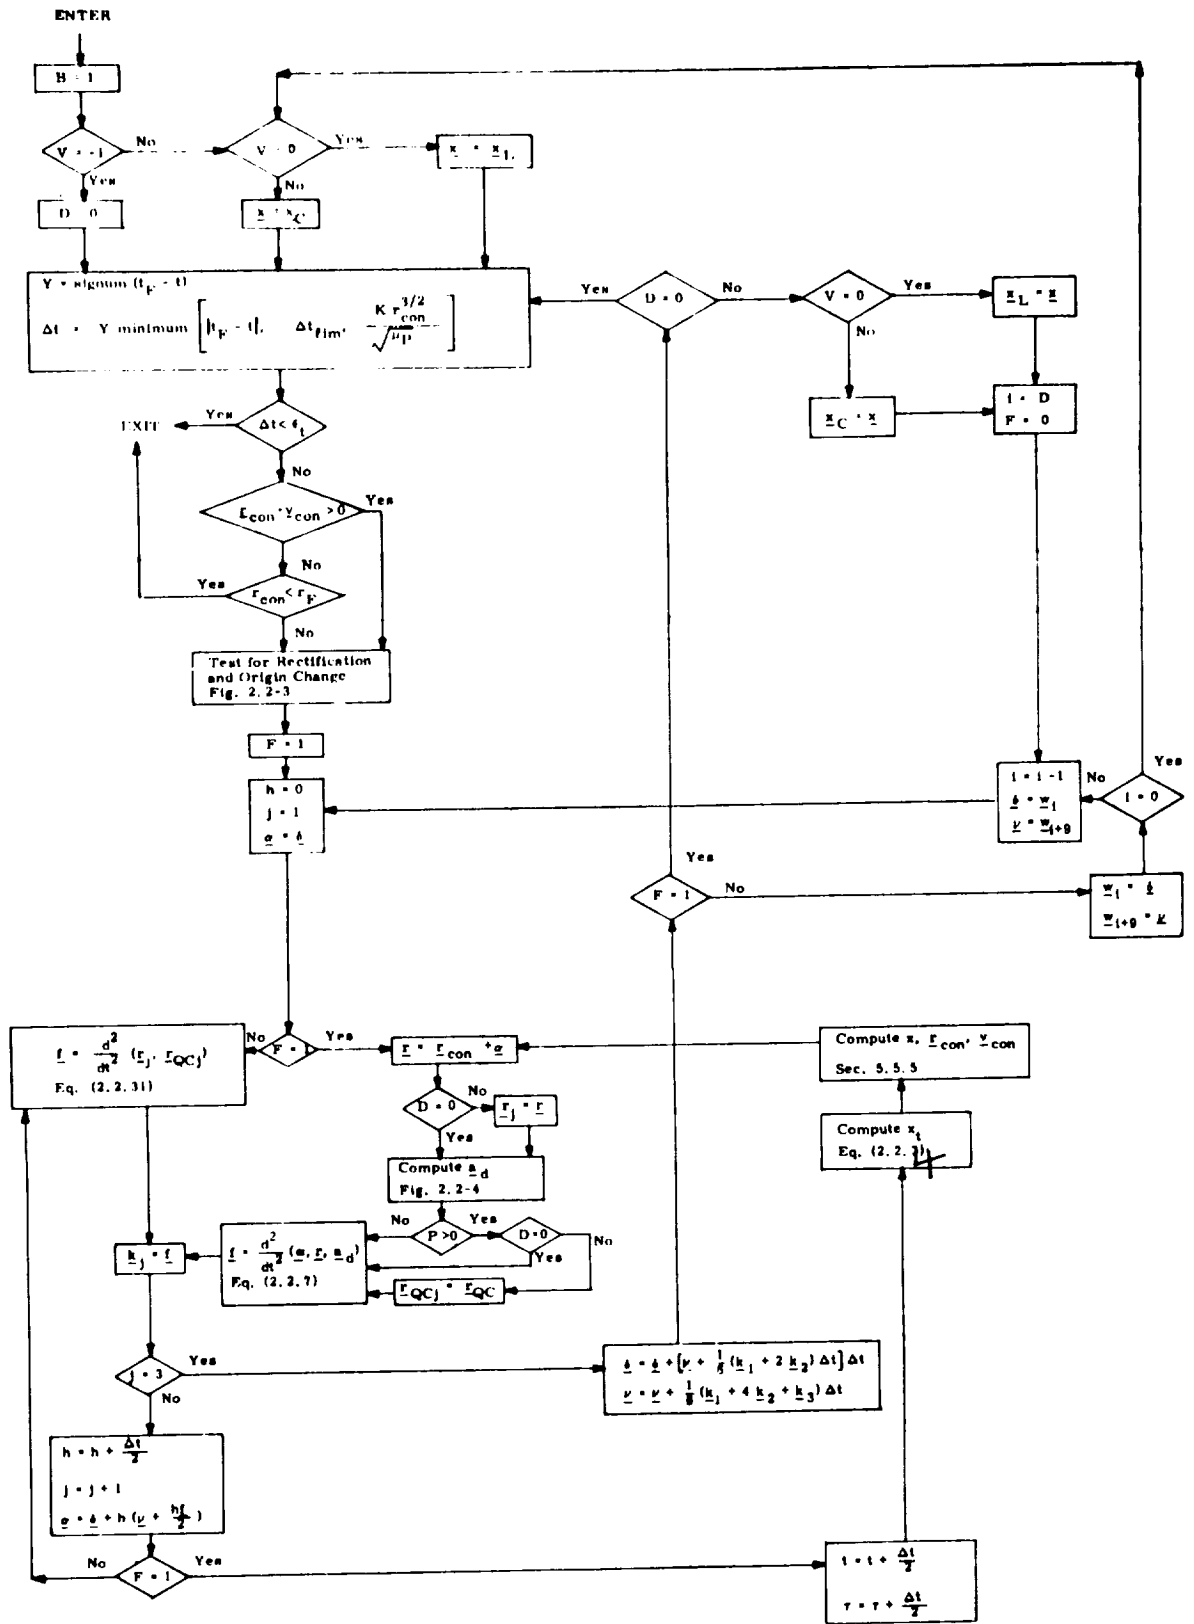 ENTER
B = 1
V = -1
No
Yes
V = 0
Yes
No
x = x_L
D = 0
x = x_C
Y = signum (t_F - t)
Δt = Y minimum [ |t_F - t|, Δt_lim, K r_con^3/2 / √μ_P ]
D = 0
Yes
No
V = 0
Yes
No
x_L = x
x_C = x
i = D
F = 0
EXIT
Yes
Δt < ε_t
No
r_con · v_con > 0
Yes
No
Yes
r_con < r_F
No
Test for Rectification
and Origin Change
Fig. 2.2-3
F = 1
h = 0
j = 1
α = δ
i = i - 1
δ = w_i
ν = w_i+9
No
i = 0
Yes
F = 1
Yes
No
w_i = δ
w_i+9 = ν
f = d²/dt² (r_j, r_QCj)
Eq. (2.2.31)
No
F = 1
Yes
r = r_con + α
Compute x, r_con, v_con
Sec. 5.5.5
D = 0
No
r_j = r
Yes
Compute x_t
Eq. (2.2.
Compute a_d
Fig. 2.2-4
No
P > 0
Yes
D = 0
No
Yes
k_j = f
f = d²/dt² (α, r, a_d)
Eq. (2.2.7)
r_QCj = r_QC
j = 3
Yes
No
δ = δ + [ν + 1/6 (k_1 + 2 k_2) Δt] Δt
ν = ν + 1/6 (k_1 + 4 k_2 + k_3) Δt
h = h + Δt/2
j = j + 1
α = δ + h (ν + hf/2)
No
F = 1
Yes
t = t + Δt/2
τ = τ + Δt/2